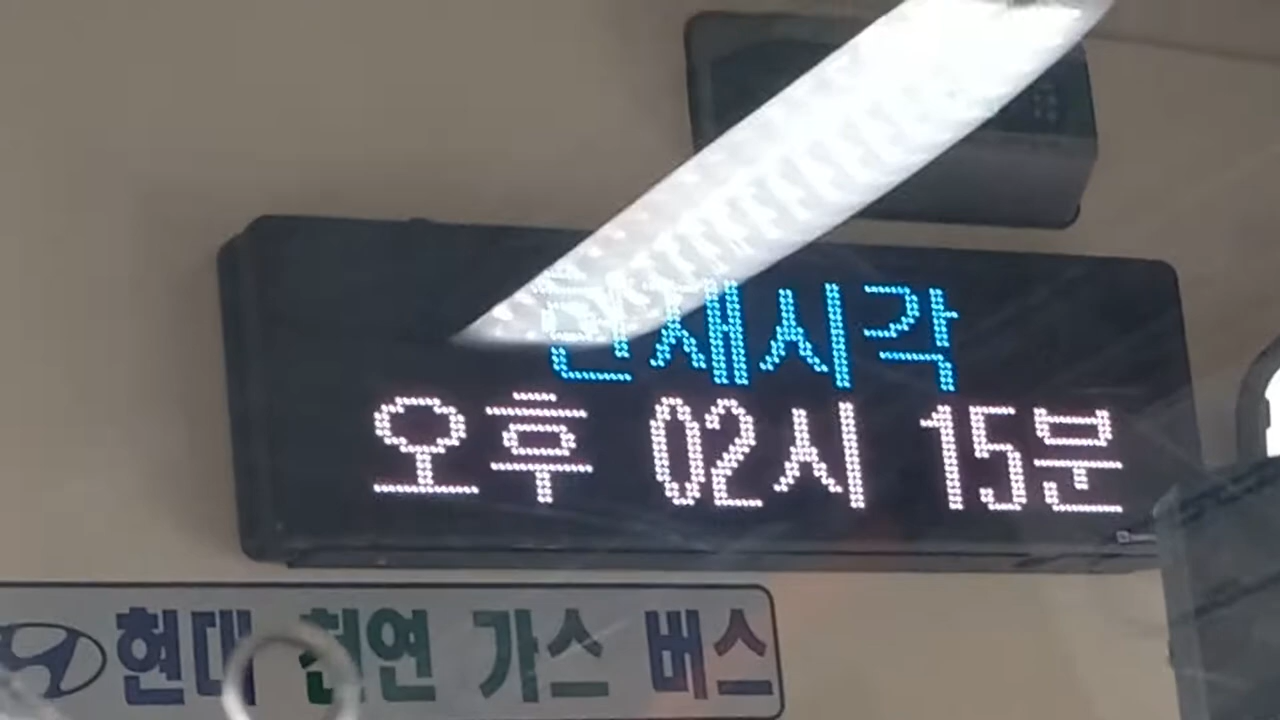 현재시각
오후 02시 15분
현대 천연 가스 버스